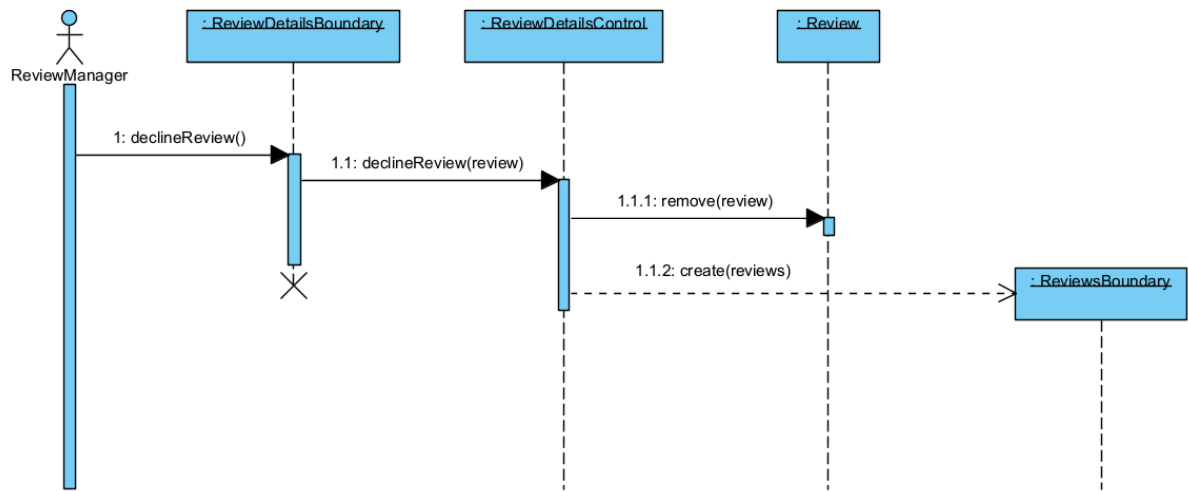 : ReviewDetailsBoundary
: ReviewDetailsControl
: Review
ReviewManager
1: declineReview()
1.1: declineReview(review)
1.1.1: remove(review)
1.1.2: create(reviews)
: ReviewsBoundary